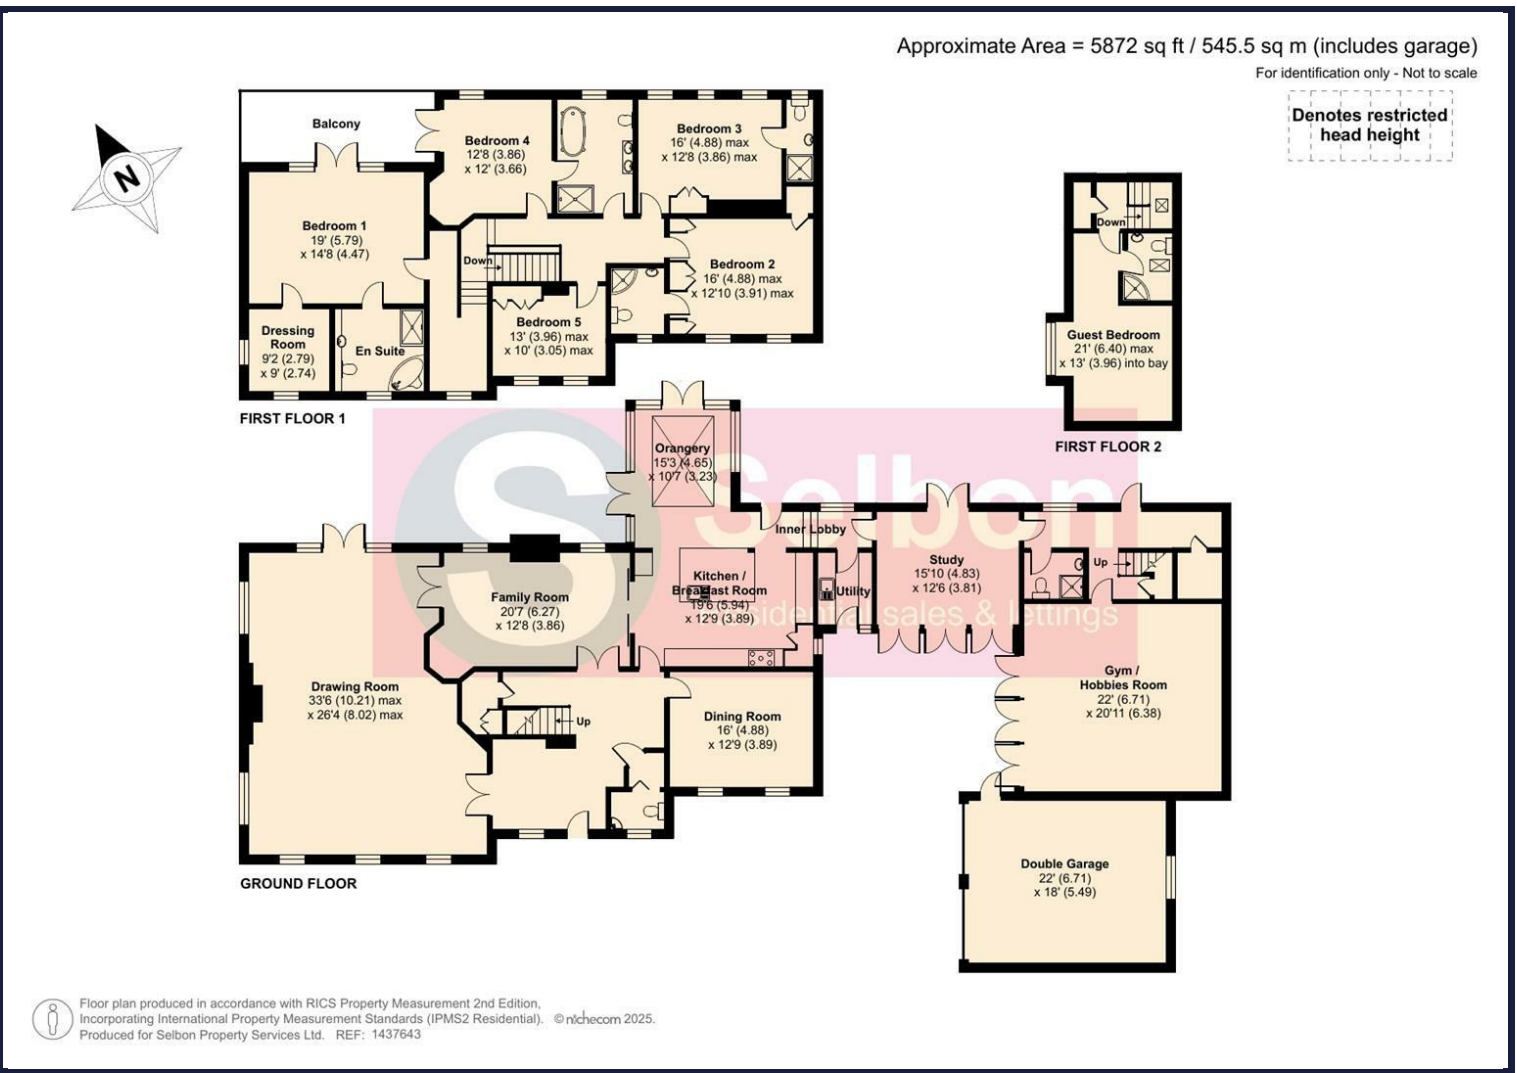 Approximate Area = 5872 sq ft / 545.5 sq m (includes garage)
For identification only - Not to scale
Denotes restricted
head height
N
Balcony
Bedroom 4
12'8 (3.86)
x 12' (3.66)
Bedroom 3
16' (4.88) max
x 12'8 (3.86) max
Bedroom 1
19' (5.79)
x 14'8 (4.47)
Down
Bedroom 2
16' (4.88) max
x 12'10 (3.91) max
Bedroom 5
13' (3.96) max
x 10' (3.05) max
Dressing
Room
9'2 (2.79)
x 9' (2.74)
En Suite
FIRST FLOOR 1
Down
Guest Bedroom
21' (6.40) max
x 13' (3.96) into bay
FIRST FLOOR 2
Orangery
15'3 (4.65)
x 10'7 (3.23)
Selbon
residential sales & lettings
Inner Lobby
Kitchen /
Breakfast Room
19'6 (5.94)
x 12'9 (3.89)
Utility
Study
15'10 (4.83)
x 12'6 (3.81)
Up
Family Room
20'7 (6.27)
x 12'8 (3.86)
Drawing Room
33'6 (10.21) max
x 26'4 (8.02) max
Up
Dining Room
16' (4.88)
x 12'9 (3.89)
Gym /
Hobbies Room
22' (6.71)
x 20'11 (6.38)
Double Garage
22' (6.71)
x 18' (5.49)
GROUND FLOOR
Floor plan produced in accordance with RICS Property Measurement 2nd Edition,
Incorporating International Property Measurement Standards (IPMS2 Residential). © nichecom 2025.
Produced for Selbon Property Services Ltd. REF: 1437643